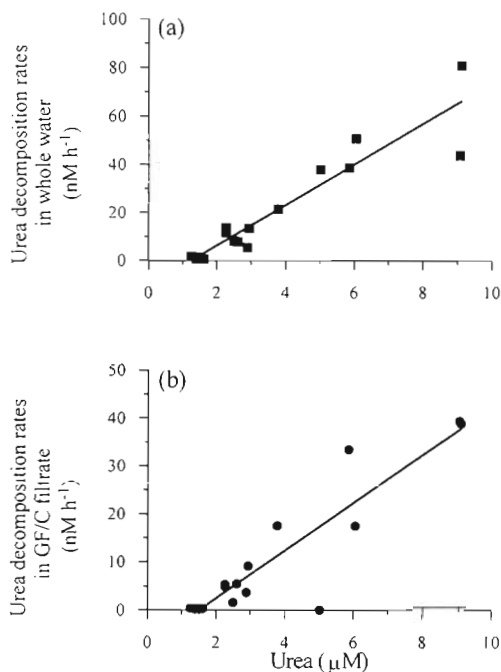 (a)
100
80
60
40
20
0
0 2 4 6 8 10
Urea decomposition rates
in whole water
(nM h⁻¹)
(b)
50
40
30
20
10
0
0 2 4 6 8 10
Urea decomposition rates
in GF/C filtrate
(nM h⁻¹)
Urea (μM)